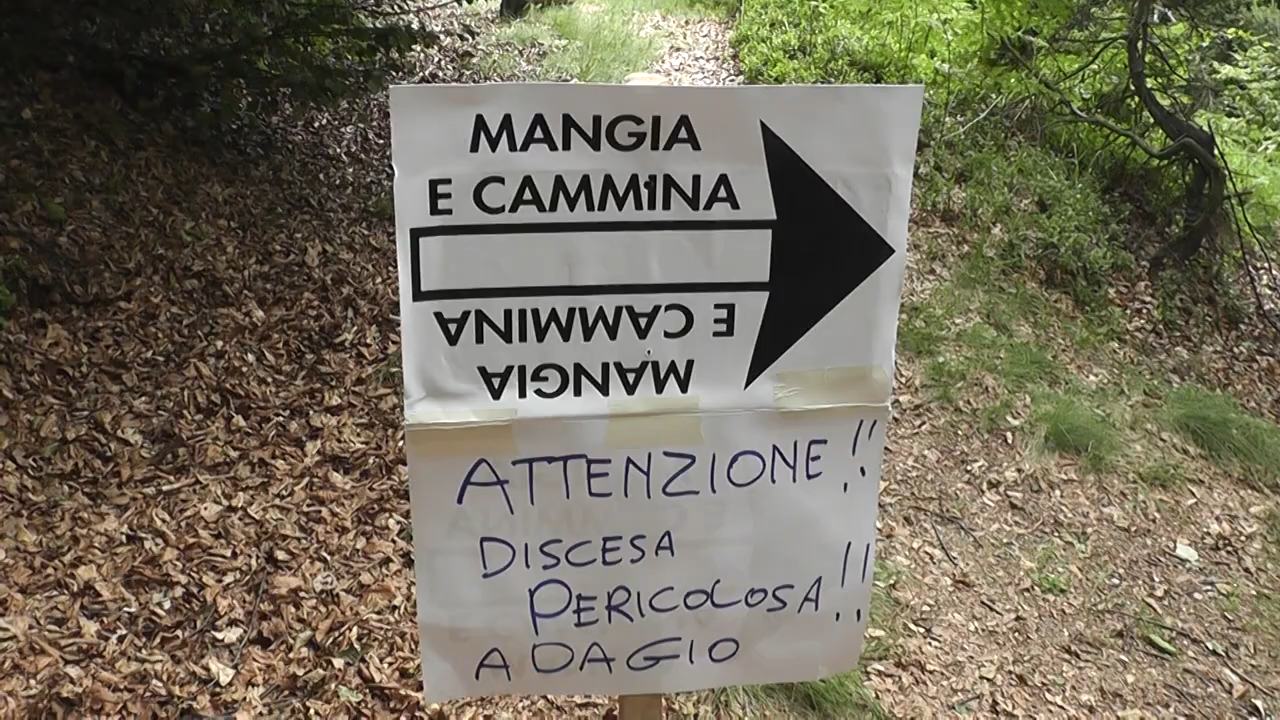 MANGIA
E CAMMINA
E CAMMINA
MANGIA
ATTENZIONE!!
DISCESA
PERICOLOSA!!
ADAGIO